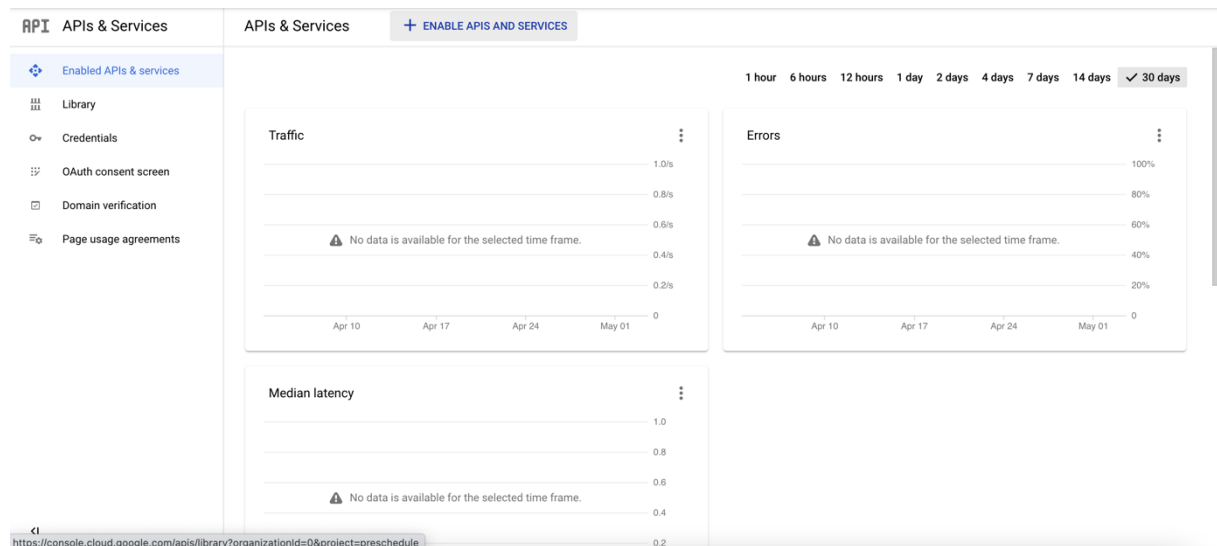 API APIs & Services
APIs & Services + ENABLE APIS AND SERVICES
Enabled APIs & services
Library
Credentials
OAuth consent screen
Domain verification
Page usage agreements
1 hour 6 hours 12 hours 1 day 2 days 4 days 7 days 14 days 30 days
Traffic
1.0/s
0.8/s
0.6/s
No data is available for the selected time frame.
0.4/s
0.2/s
0
Apr 10 Apr 17 Apr 24 May 01
Errors
100%
80%
60%
No data is available for the selected time frame.
40%
20%
0
Apr 10 Apr 17 Apr 24 May 01
Median latency
1.0
0.8
0.6
No data is available for the selected time frame.
0.4
0.2
https://console.cloud.google.com/apis/library?organizationId=0&project=preschedule